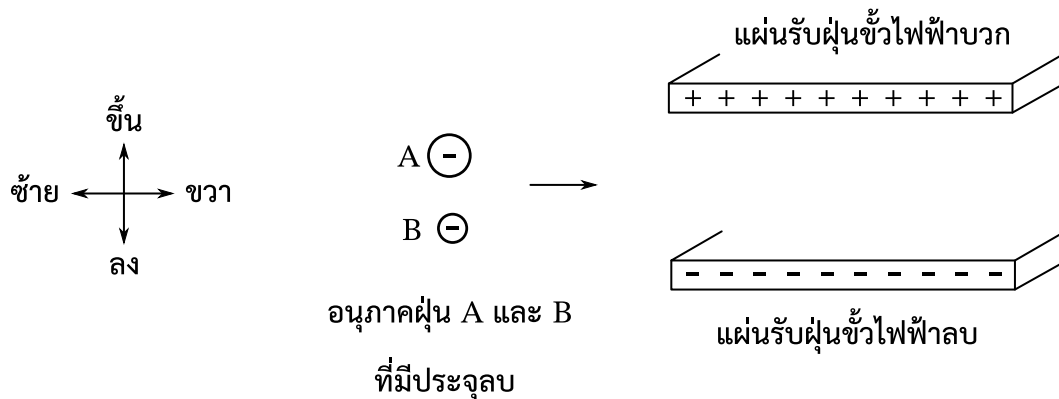 แผ่นรับฝุ่นขั้วไฟฟ้าบวก
+ + + + + + + + + +
ขึ้น
ซ้าย
ขวา
ลง
A -
B -
- - - - - - - - - -
อนุภาคฝุ่น A และ B
ที่มีประจุลบ
แผ่นรับฝุ่นขั้วไฟฟ้าลบ